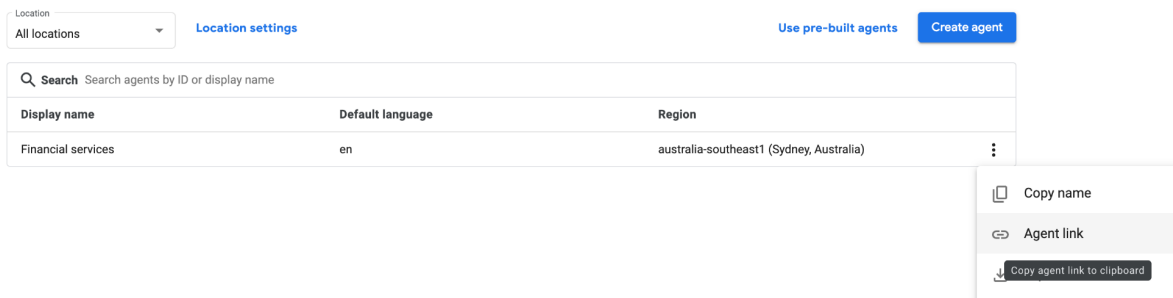 Location
All locations
Location settings
Use pre-built agents
Create agent
Search Search agents by ID or display name
Display name Default language Region
Financial services en australia-southeast1 (Sydney, Australia)
Copy name
Agent link
Copy agent link to clipboard